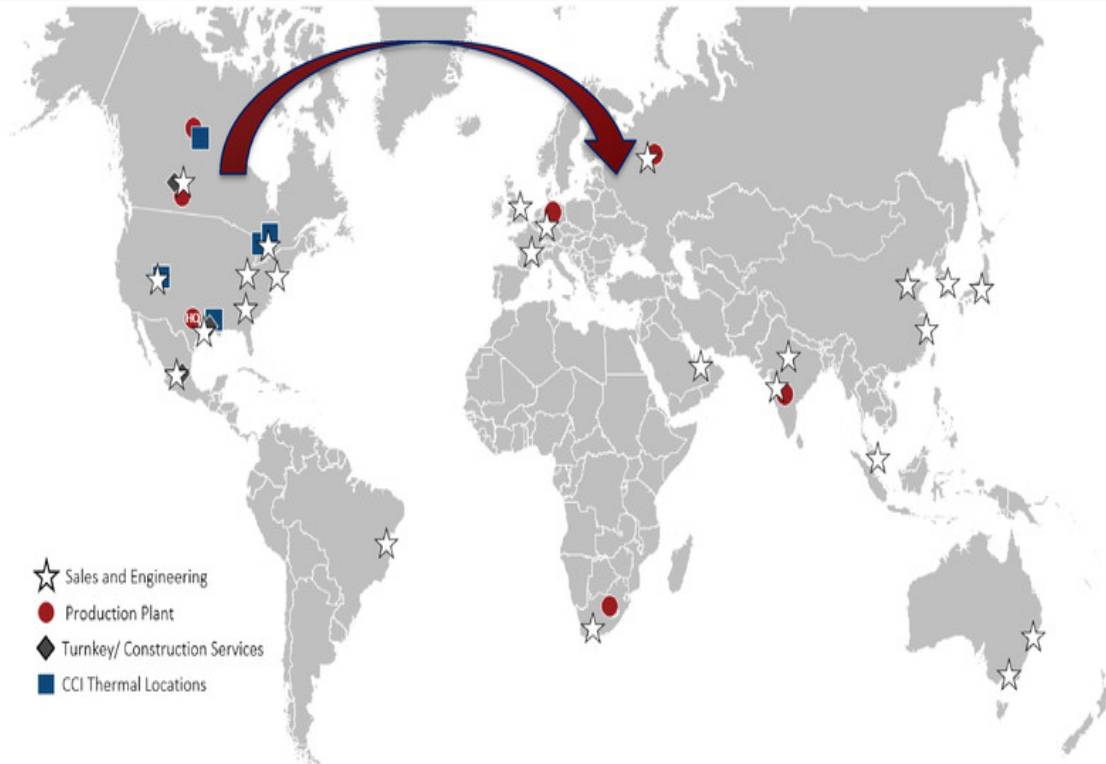 HQ
Sales and Engineering
Production Plant
Turnkey/ Construction Services
CCI Thermal Locations